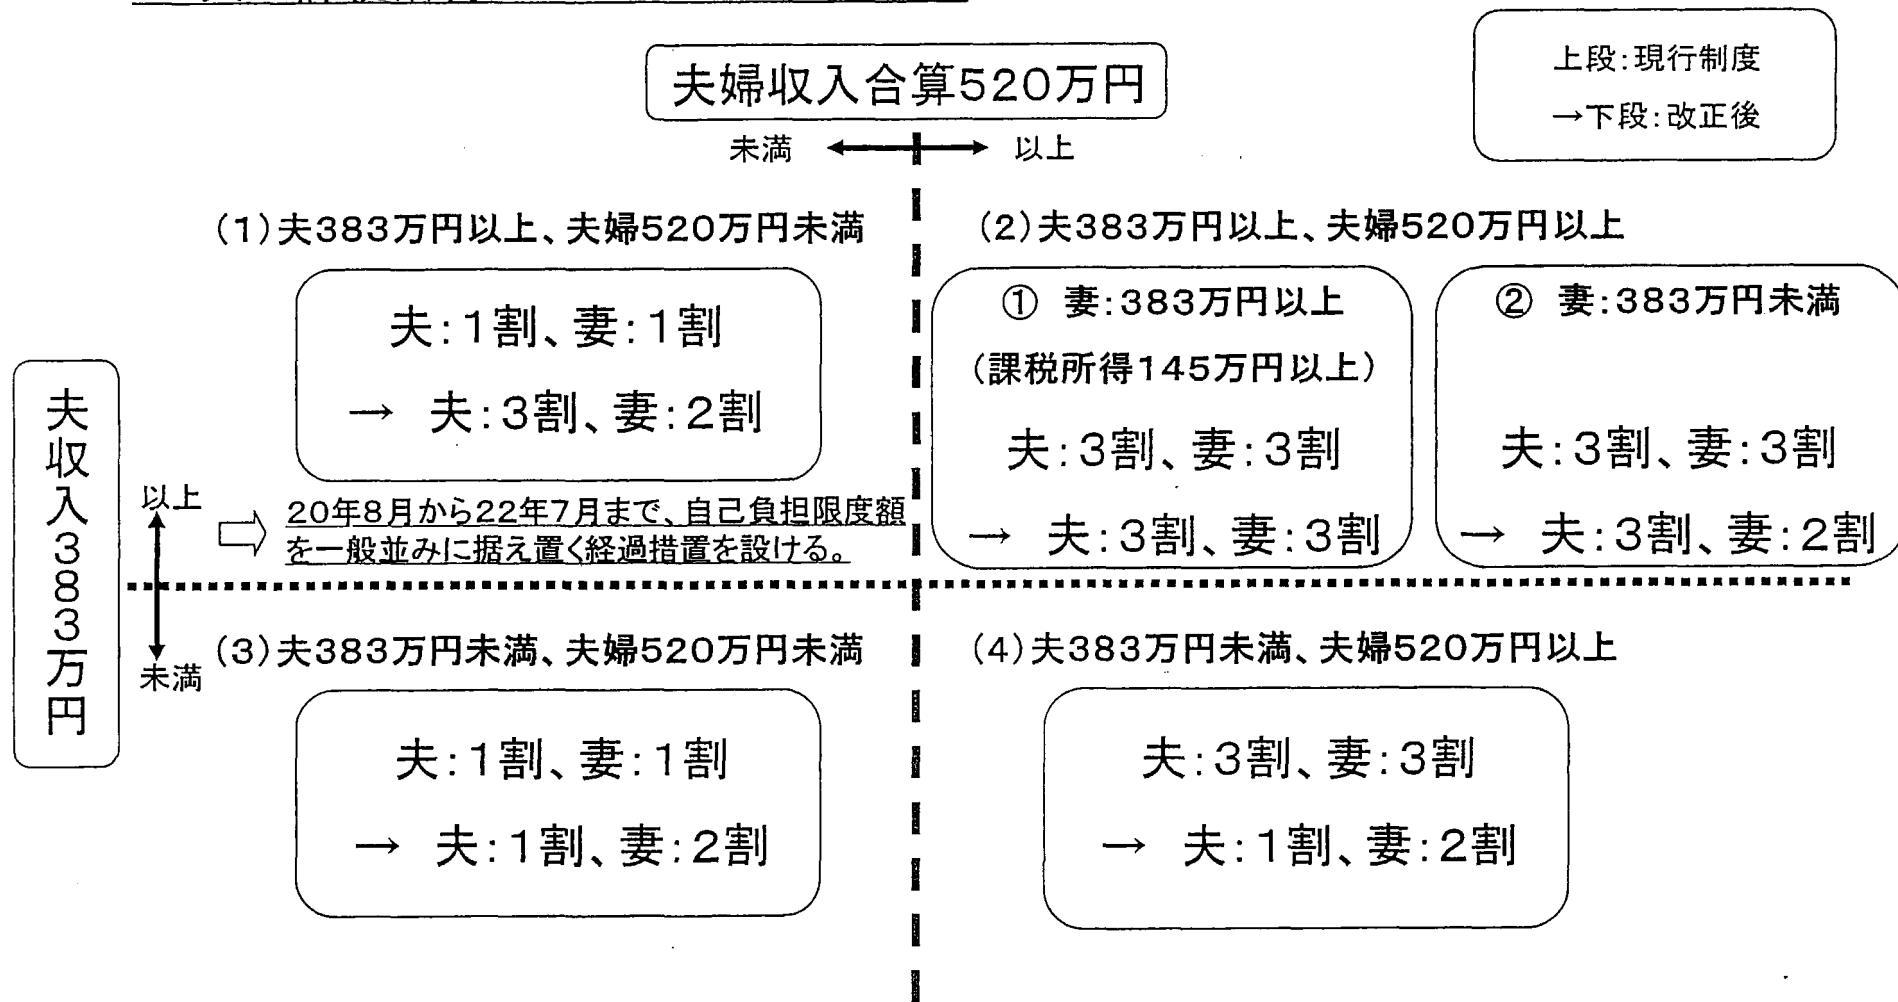 夫婦収入合算520万円
上段:現行制度
→下段:改正後
未満 以上
(1)夫383万円以上、夫婦520万円未満
夫:1割、妻:1割
→ 夫:3割、妻:2割
(2)夫383万円以上、夫婦520万円以上
① 妻:383万円以上
(課税所得145万円以上)
夫:3割、妻:3割
→ 夫:3割、妻:3割
② 妻:383万円未満
夫:3割、妻:3割
→ 夫:3割、妻:2割
夫収入383万円
以上
未満
20年8月から22年7月まで、自己負担限度額
を一般並みに据え置く経過措置を設ける。
(3)夫383万円未満、夫婦520万円未満
夫:1割、妻:1割
→ 夫:1割、妻:2割
(4)夫383万円未満、夫婦520万円以上
夫:3割、妻:3割
→ 夫:1割、妻:2割